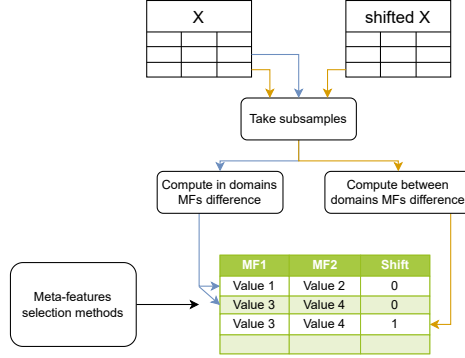 X
shifted X
Take subsamples
Compute in domains
MFs difference
Compute between
domains MFs difference
Meta-features
selection methods
MF1 MF2 Shift
Value 1 Value 2 0
Value 3 Value 4 0
Value 3 Value 4 1